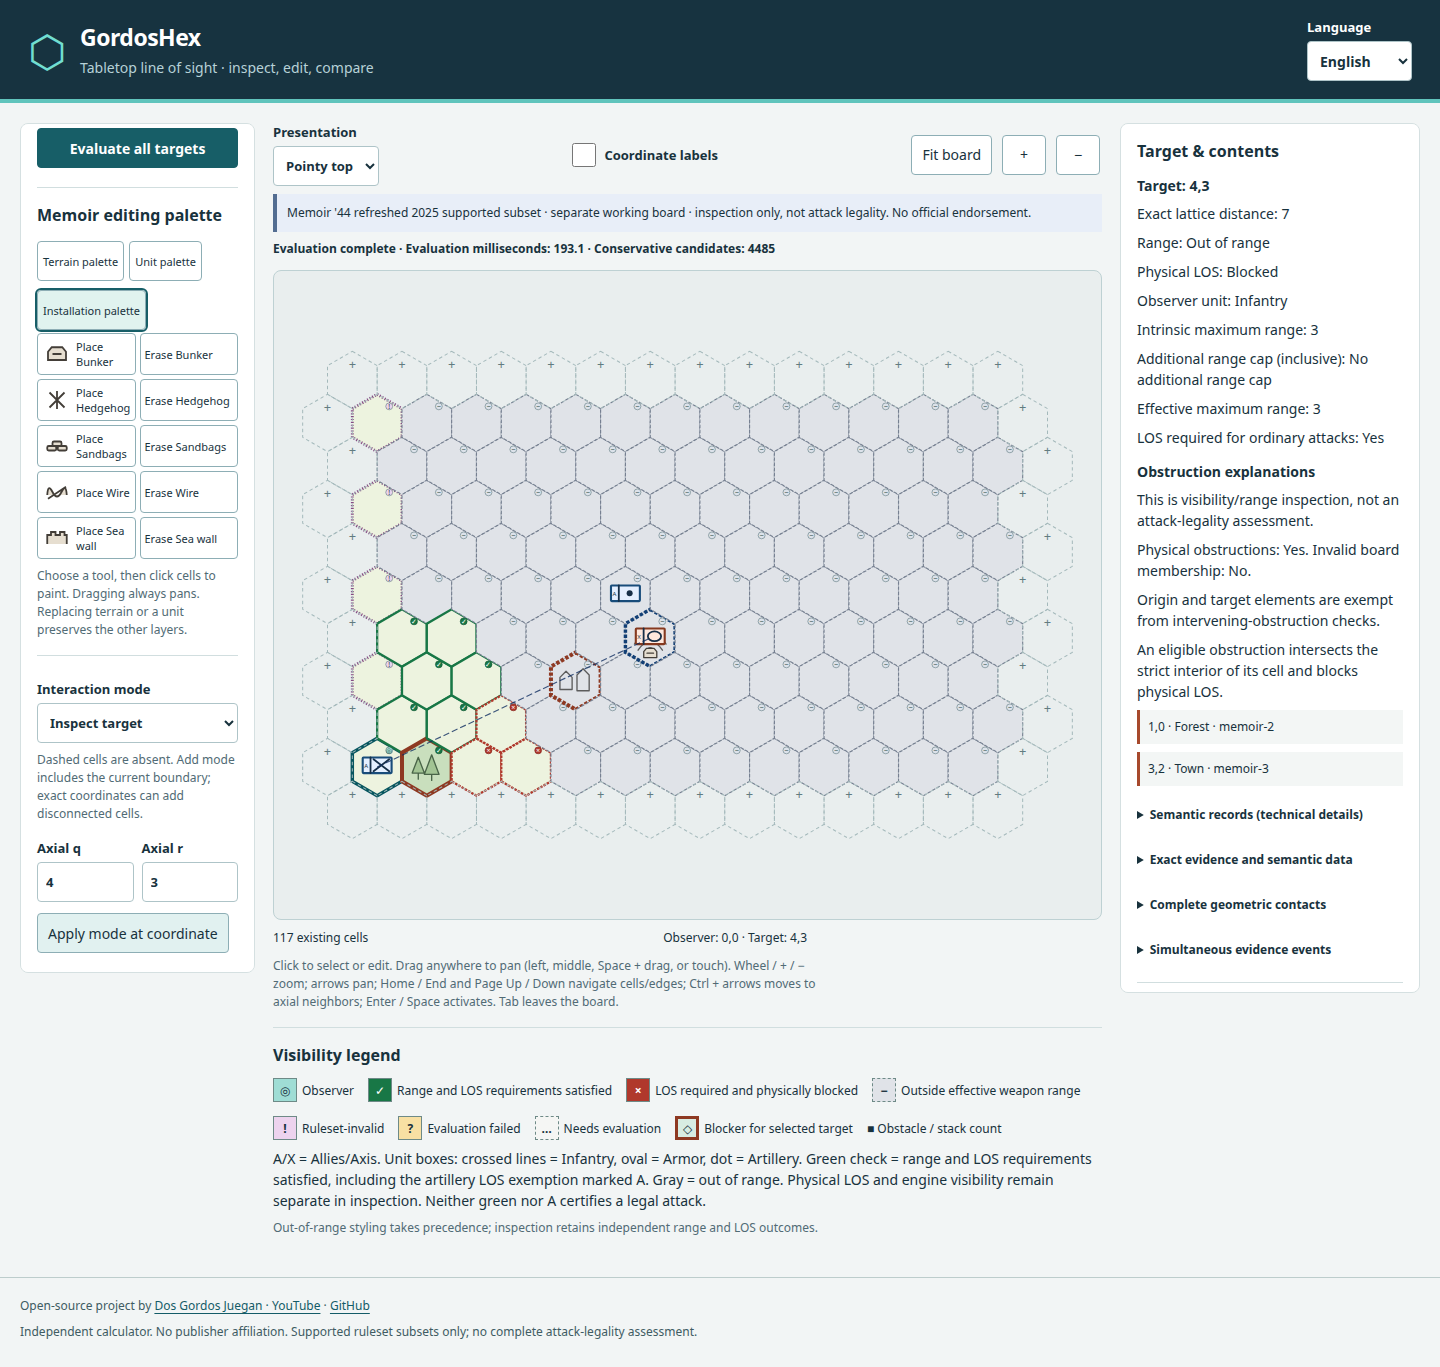 GordosHex
Tabletop line of sight · inspect, edit, compare
Language
English
Evaluate all targets
Memoir editing palette
Terrain palette
Unit palette
Installation palette
Place Bunker
Erase Bunker
Place Hedgehog
Erase Hedgehog
Place Sandbags
Erase Sandbags
Place Wire
Erase Wire
Place Sea wall
Erase Sea wall
Choose a tool, then click cells to
paint. Dragging always pans.
Replacing terrain or a unit
preserves the other layers.
Interaction mode
Inspect target
Dashed cells are absent. Add mode
includes the current boundary;
exact coordinates can add
disconnected cells.
Axial q
Axial r
4
3
Apply mode at coordinate
Presentation
Pointy top
Coordinate labels
Fit board
+
−
Memoir '44 refreshed 2025 supported subset · separate working board · inspection only, not attack legality. No official endorsement.
Evaluation complete · Evaluation milliseconds: 193.1 · Conservative candidates: 4485
117 existing cells
Observer: 0,0 · Target: 4,3
Click to select or edit. Drag anywhere to pan (left, middle, Space + drag, or touch). Wheel / + / −
zoom; arrows pan; Home / End and Page Up / Down navigate cells/edges; Ctrl + arrows moves to
axial neighbors; Enter / Space activates. Tab leaves the board.
Visibility legend
◎ Observer
✓ Range and LOS requirements satisfied
× LOS required and physically blocked
− Outside effective weapon range
! Ruleset-invalid
? Evaluation failed
... Needs evaluation
◇ Blocker for selected target
■ Obstacle / stack count
A/X = Allies/Axis. Unit boxes: crossed lines = Infantry, oval = Armor, dot = Artillery. Green check = range and LOS requirements
satisfied, including the artillery LOS exemption marked A. Gray = out of range. Physical LOS and engine visibility remain
separate in inspection. Neither green nor A certifies a legal attack.
Out-of-range styling takes precedence; inspection retains independent range and LOS outcomes.
Target & contents
Target: 4,3
Exact lattice distance: 7
Range: Out of range
Physical LOS: Blocked
Observer unit: Infantry
Intrinsic maximum range: 3
Additional range cap (inclusive): No
additional range cap
Effective maximum range: 3
LOS required for ordinary attacks: Yes
Obstruction explanations
This is visibility/range inspection, not an
attack-legality assessment.
Physical obstructions: Yes. Invalid board
membership: No.
Origin and target elements are exempt
from intervening-obstruction checks.
An eligible obstruction intersects the
strict interior of its cell and blocks
physical LOS.
1,0 · Forest · memoir-2
3,2 · Town · memoir-3
Semantic records (technical details)
Exact evidence and semantic data
Complete geometric contacts
Simultaneous evidence events
Open-source project by Dos Gordos Juegan · YouTube · GitHub
Independent calculator. No publisher affiliation. Supported ruleset subsets only; no complete attack-legality assessment.